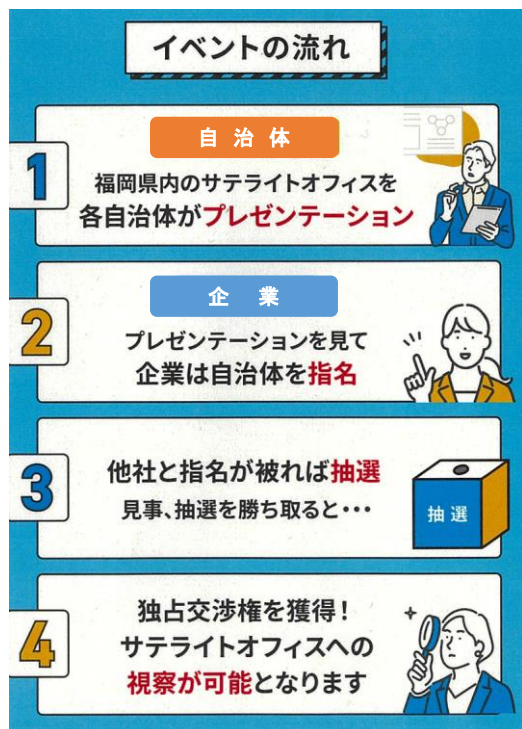 イベントの流れ
1
自治体
福岡県内のサテライトオフィスを
各自治体がプレゼンテーション
2
企業
プレゼンテーションを見て
企業は自治体を指名
3
他社と指名が被れば抽選
見事、抽選を勝ち取ると・・・
抽選
4
独占交渉権を獲得!
サテライトオフィスへの
視察が可能となります